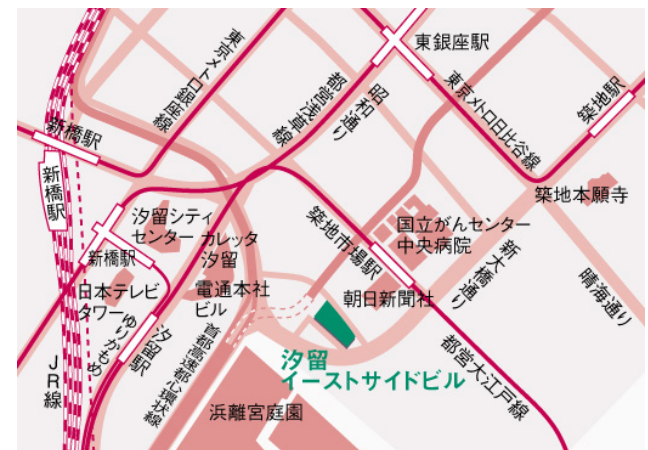 東銀座駅
東京メトロ銀座線
都営浅草線
昭和通り
東京メトロ日比谷線
築地駅
新橋駅
新橋駅
築地本願寺
汐留シティ
センター
カレッタ
汐留
築地市場駅
国立がんセンター
中央病院
新大橋通り
晴海通り
新橋駅
日本テレビ
タワー
電通本社
ビル
朝日新聞社
ゆりかもめ
汐留駅
首都高速都心環状線
都営大江戸線
JR線
汐留
イーストサイドビル
浜離宮庭園